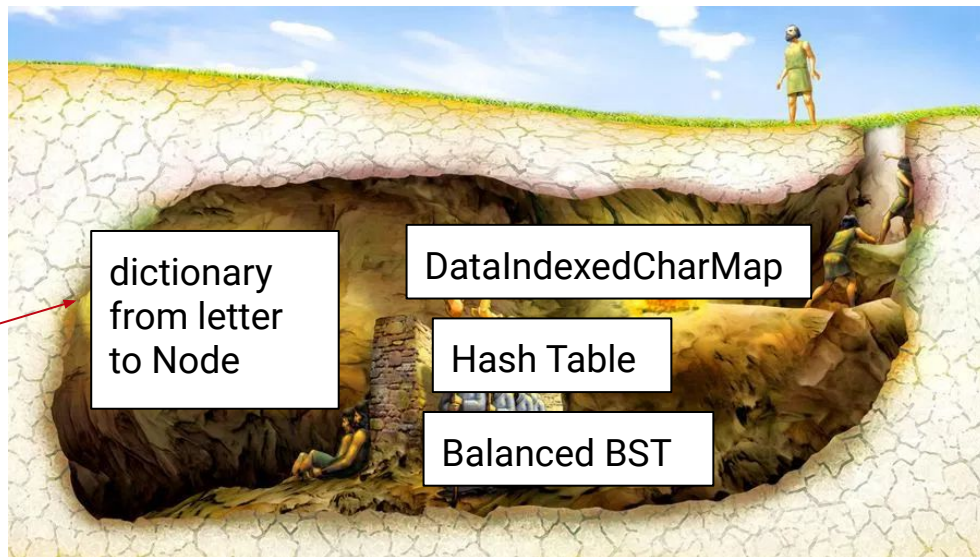 dictionary
from letter
to Node
DataIndexedCharMap
Hash Table
Balanced BST